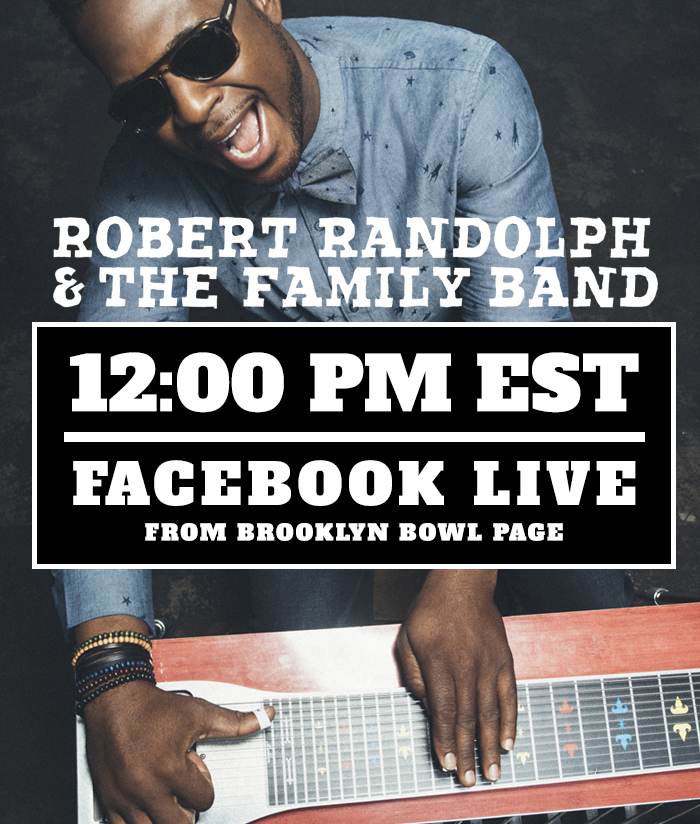 ROBERT RANDOLPH
& THE FAMILY BAND
12:00 PM EST
FACEBOOK LIVE
FROM BROOKLYN BOWL PAGE